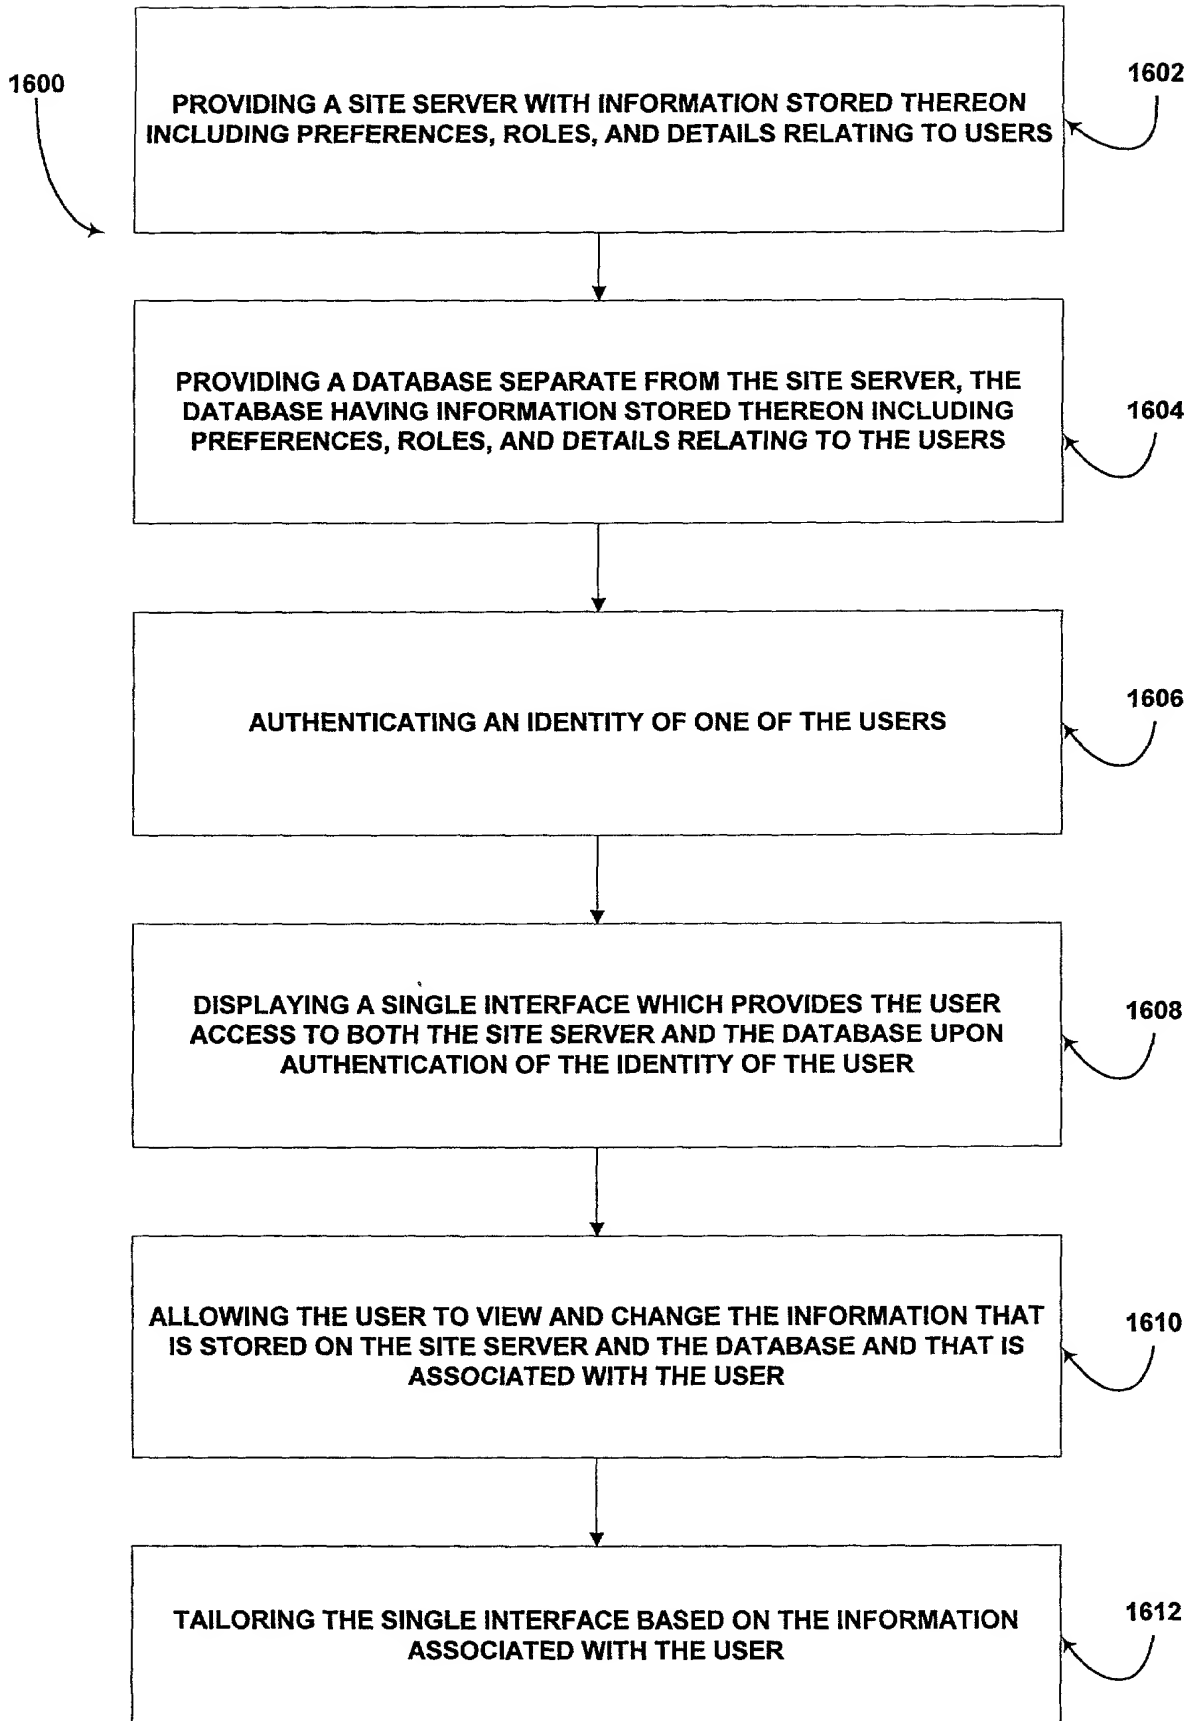 1600
1602
PROVIDING A SITE SERVER WITH INFORMATION STORED THEREON
INCLUDING PREFERENCES, ROLES, AND DETAILS RELATING TO USERS
PROVIDING A DATABASE SEPARATE FROM THE SITE SERVER, THE
DATABASE HAVING INFORMATION STORED THEREON INCLUDING
PREFERENCES, ROLES, AND DETAILS RELATING TO THE USERS
1604
AUTHENTICATING AN IDENTITY OF ONE OF THE USERS
1606
DISPLAYING A SINGLE INTERFACE WHICH PROVIDES THE USER
ACCESS TO BOTH THE SITE SERVER AND THE DATABASE UPON
AUTHENTICATION OF THE IDENTITY OF THE USER
1608
ALLOWING THE USER TO VIEW AND CHANGE THE INFORMATION THAT
IS STORED ON THE SITE SERVER AND THE DATABASE AND THAT IS
ASSOCIATED WITH THE USER
1610
TAILORING THE SINGLE INTERFACE BASED ON THE INFORMATION
ASSOCIATED WITH THE USER
1612